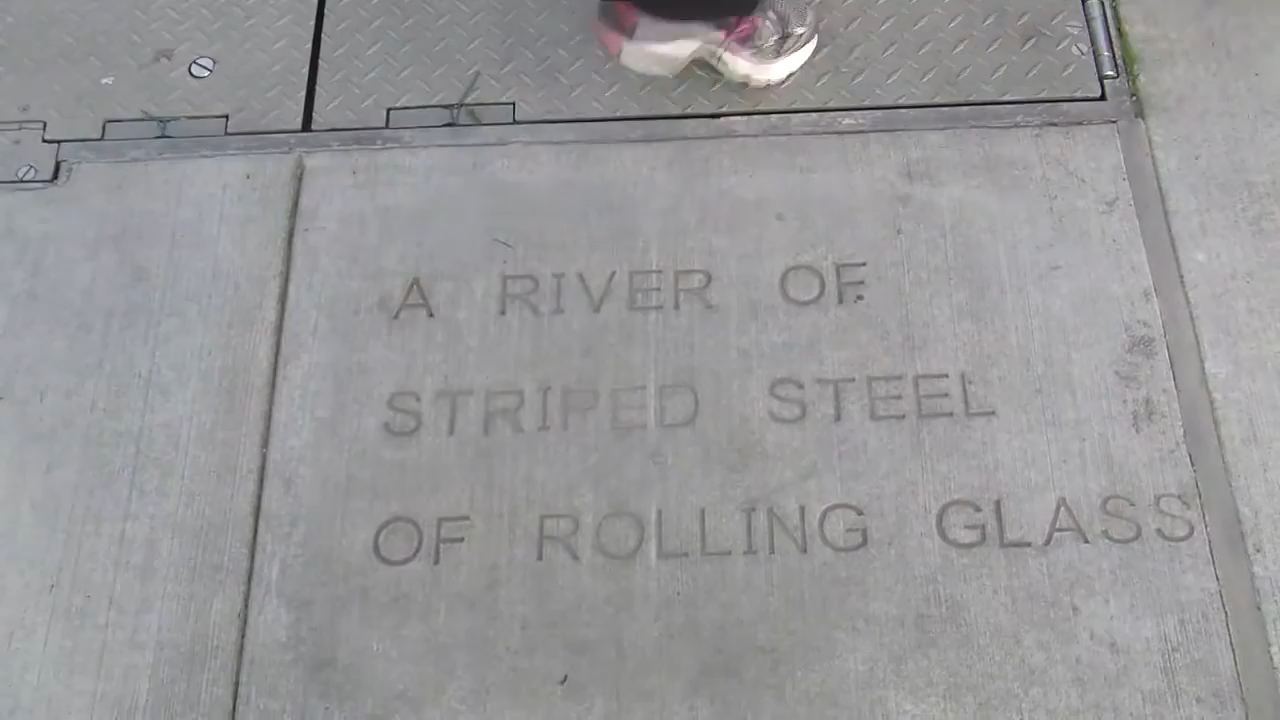 A RIVER OF
STRIPED STEEL
OF ROLLING GLASS